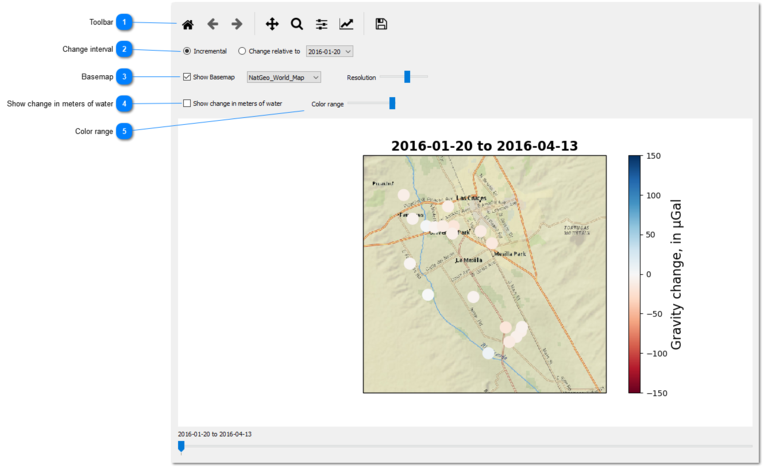 Toolbar 1
Change interval 2 Incremental Change relative to 2016-01-20
Basemap 3 Show Basemap NatGeo_World_Map Resolution
Show change in meters of water 4 Show change in meters of water Color range
Color range 5
2016-01-20 to 2016-04-13
150
100
50
0
−50
−100
−150
Gravity change, in μGal
Las Cruces
Park
La Mesilla
Mesilla Park
2016-01-20 to 2016-04-13